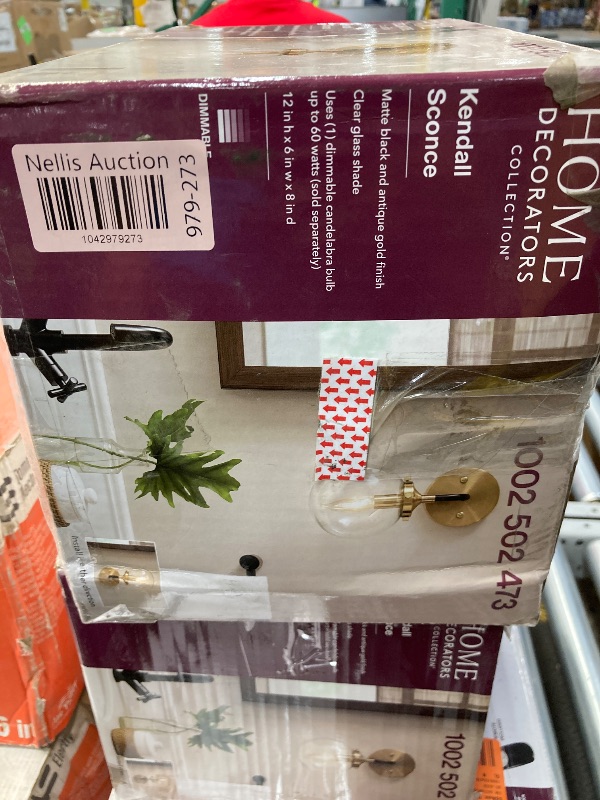 HOME
DECORATORS
COLLECTION®
Kendall
Sconce
Matte black and antique gold finish
Clear glass shade
Uses (1) dimmable candelabra bulb
up to 60 watts (sold separately)
12 in h x 6 in w x 8 in d
DIMMABLE
Nellis Auction
1042979273
979-273
1002 502 473
HOME
DECORATORS
COLLECTION®
1002 502